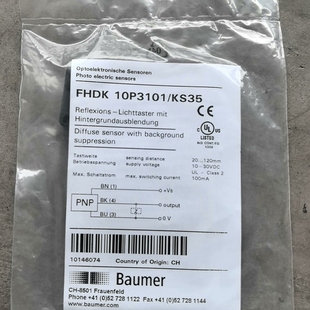 Optoelektronische Sensoren
Photo electric sensors
FHDK 10P3101/KS35
Reflexions - Lichttaster mit
Hintergrundausblendung
Diffuse sensor with background
suppression
CE
UL
LISTED
Tastweite sensing distance 20...120mm
Betriebsspannung supply voltage 10 - 30VDC
UL - Class 2
Max. Schaltstrom max. switching current 100mA
BN (1) +Vs
PNP BK (4) output
Z
BU (3) 0 V
10146074 Country of Origin: CH
Baumer
CH-8501 Frauenfeld
Phone +41 (0)52 728 1122 Fax +41 (0)52 728 1144